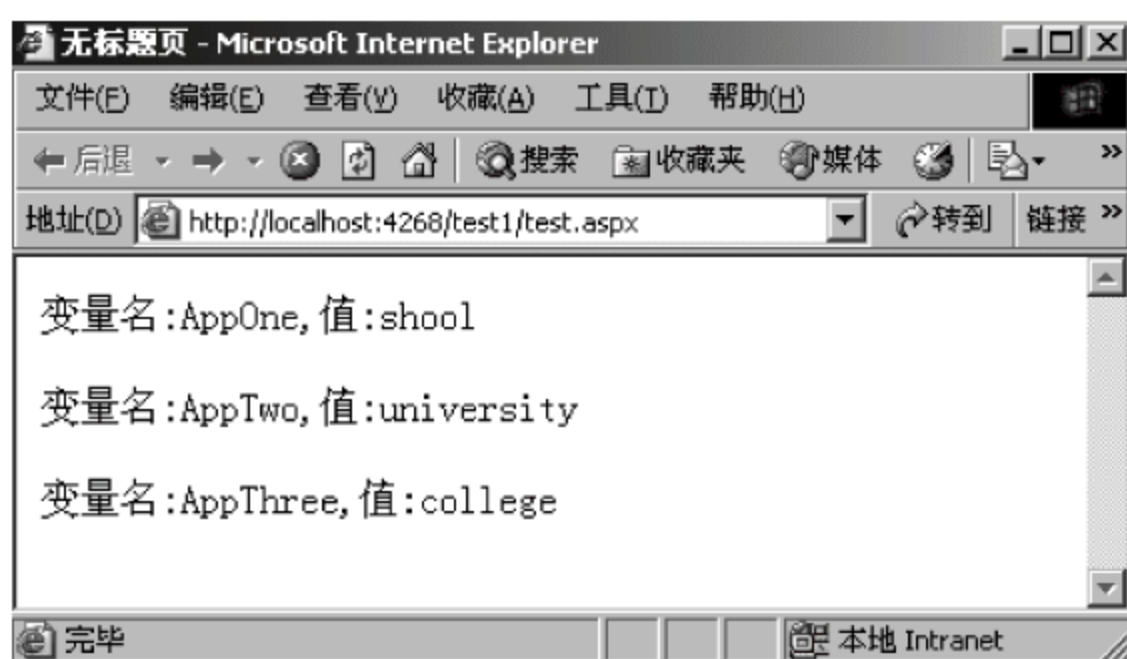 无标题页 - Microsoft Internet Explorer
文件(F) 编辑(E) 查看(V) 收藏(A) 工具(T) 帮助(H)
后退 搜索 收藏夹 媒体 »
地址(D) http://localhost:4268/test1/test.aspx 转到 链接 »
变量名:AppOne,值:shool
变量名:AppTwo,值:university
变量名:AppThree,值:college
完毕 本地 Intranet